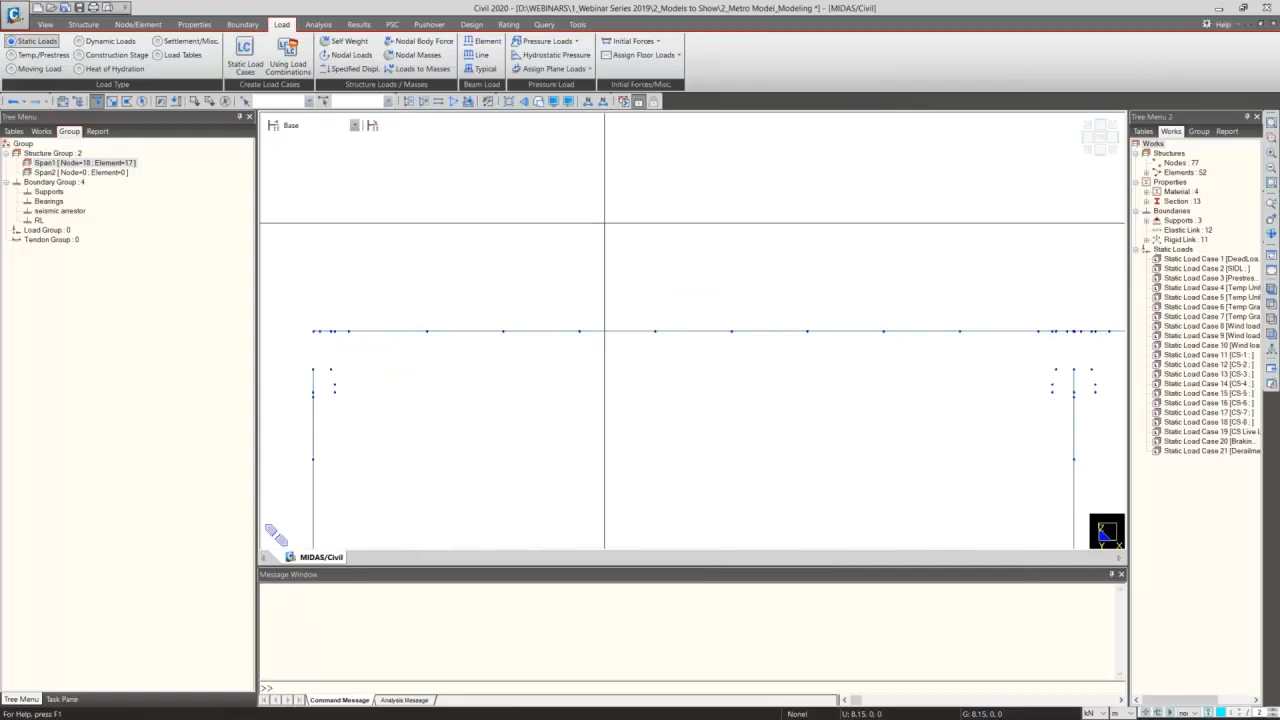 Civil 2020 - [D:\WEBINARS\1_Webinar Series 2019\2_Models to Show\2_Metro Model_Modeling *] - [MIDAS/Civil]
View Structure Node/Element Properties Boundary Load Analysis Results PSC Pushover Design Rating Query Tools Help
Static Loads Dynamic Loads Settlement/Misc.
Temp./Prestress Construction Stage Load Tables
Moving Load Heat of Hydration
Load Type
Static Load Cases
Using Load Combinations
Create Load Cases
Self Weight Nodal Body Force
Nodal Loads Nodal Masses
Specified Displ. Loads to Masses
Structure Loads / Masses
Element
Line
Typical
Beam Load
Pressure Loads
Hydrostatic Pressure
Assign Plane Loads
Pressure Load
Initial Forces
Assign Floor Loads
Initial Forces/Misc.
Tree Menu
Tables Works Group Report
Group
Structure Group : 2
Span1 [ Node=18 ; Element=17 ]
Span2 [ Node=0 ; Element=0 ]
Boundary Group : 4
Supports
Bearings
seismic arrestor
RL
Load Group : 0
Tendon Group : 0
Base
MIDAS/Civil
Message Window
>>
Command Message Analysis Message
Tree Menu 2
Tables Works Group Report
Works
Structures
Nodes : 77
Elements : 52
Properties
Material : 4
Section : 13
Boundaries
Supports : 3
Elastic Link : 12
Rigid Link : 11
Static Loads
Static Load Case 1 [DeadLoa..
Static Load Case 2 [SIDL ; ]
Static Load Case 3 [Prestres...
Static Load Case 4 [Temp Unit
Static Load Case 5 [Temp Unit
Static Load Case 6 [Temp Gra
Static Load Case 7 [Temp Gra
Static Load Case 8 [Wind load
Static Load Case 9 [Wind load
Static Load Case 10 [Wind loa
Static Load Case 11 [CS-1 ; ]
Static Load Case 12 [CS-2 ; ]
Static Load Case 13 [CS-3 ; ]
Static Load Case 14 [CS-4 ; ]
Static Load Case 15 [CS-5 ; ]
Static Load Case 16 [CS-6 ; ]
Static Load Case 17 [CS-7 ; ]
Static Load Case 18 [CS-8 ; ]
Static Load Case 19 [CS Live L
Static Load Case 20 [Brakin...
Static Load Case 21 [Derailme
Z Y X
Tree Menu Task Pane
For Help, press F1
None! U: 8.15, 0, 0 G: 8.15, 0, 0 kN m non ? 1 / 2